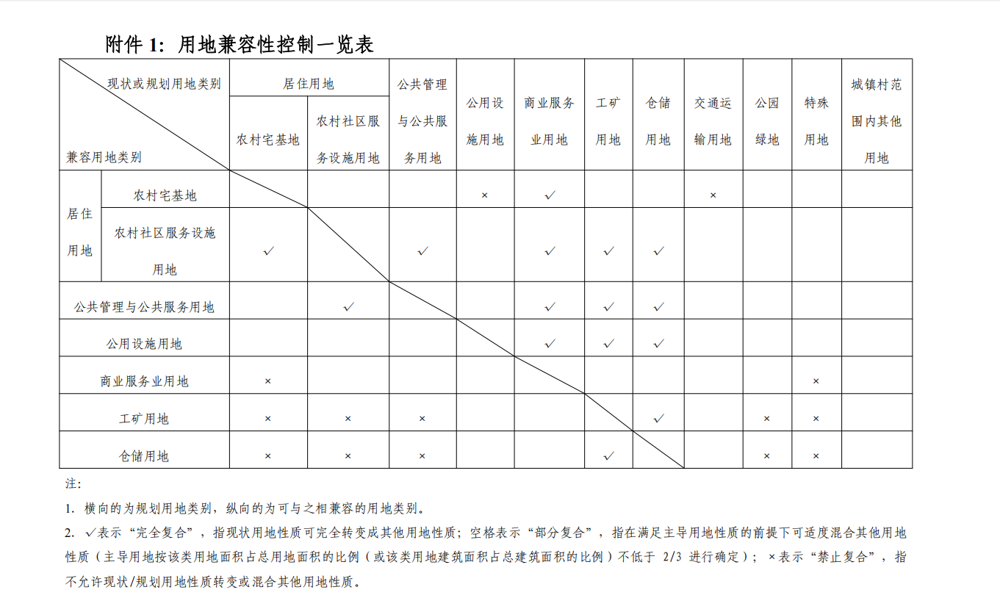 附件 1：用地兼容性控制一览表
现状或规划用地类别
兼容用地类别
居住用地
农村宅基地
农村社区服
务设施用地
公共管理
与公共服
务用地
公用设
施用地
商业服务
业用地
工矿
用地
仓储
用地
交通运
输用地
公园
绿地
特殊
用地
城镇村范
围内其他
用地
居住
用地
农村宅基地 × √ ×
农村社区服务设施
用地
√ √ √ √ √
公共管理与公共服务用地 √ √ √ √
公用设施用地 √ √ √
商业服务业用地 × ×
工矿用地 × × × √ × ×
仓储用地 × × × √ × ×
注：
1. 横向的为规划用地类别，纵向的为可与之相兼容的用地类别。
2. √表示“完全复合”，指现状用地性质可完全转变成其他用地性质；空格表示“部分复合”，指在满足主导用地性质的前提下可适度混合其他用地
性质（主导用地按该类用地面积占总用地面积的比例（或该类用地建筑面积占总建筑面积的比例）不低于 2/3 进行确定）；×表示“禁止复合”，指
不允许现状/规划用地性质转变或混合其他用地性质。